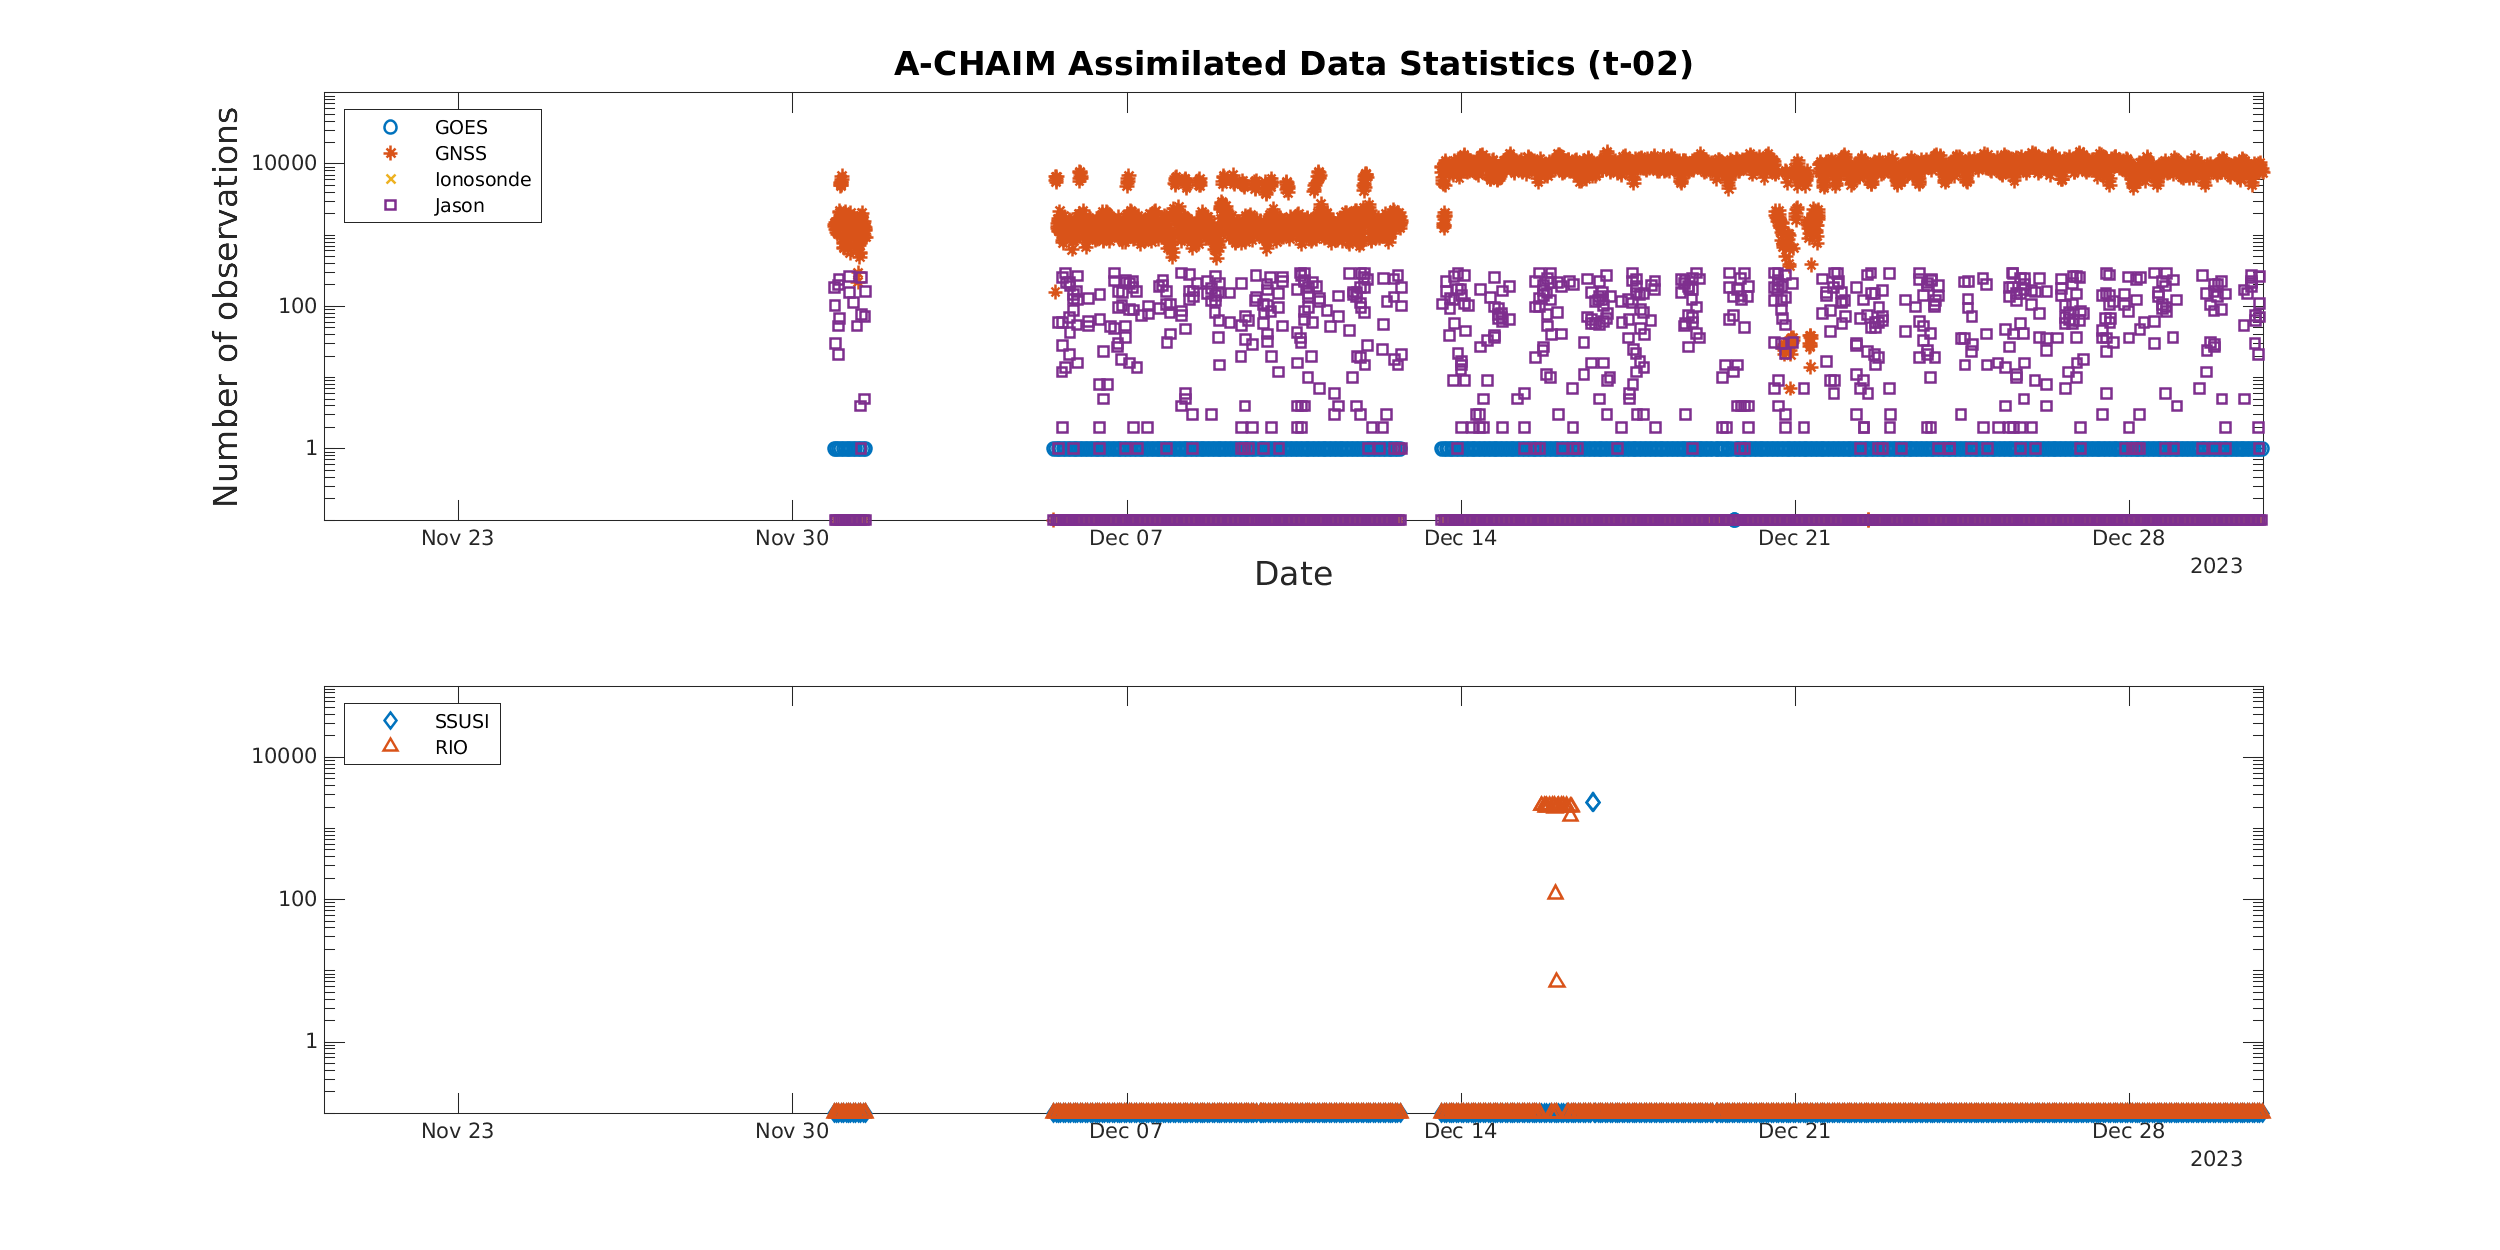 A-CHAIM Assimilated Data Statistics (t-02)
Number of observations
10000
100
1
GOES
GNSS
Ionosonde
Jason
Nov 23
Nov 30
Dec 07
Dec 14
Dec 21
Dec 28
2023
Date
10000
100
1
SSUSI
RIO
Nov 23
Nov 30
Dec 07
Dec 14
Dec 21
Dec 28
2023